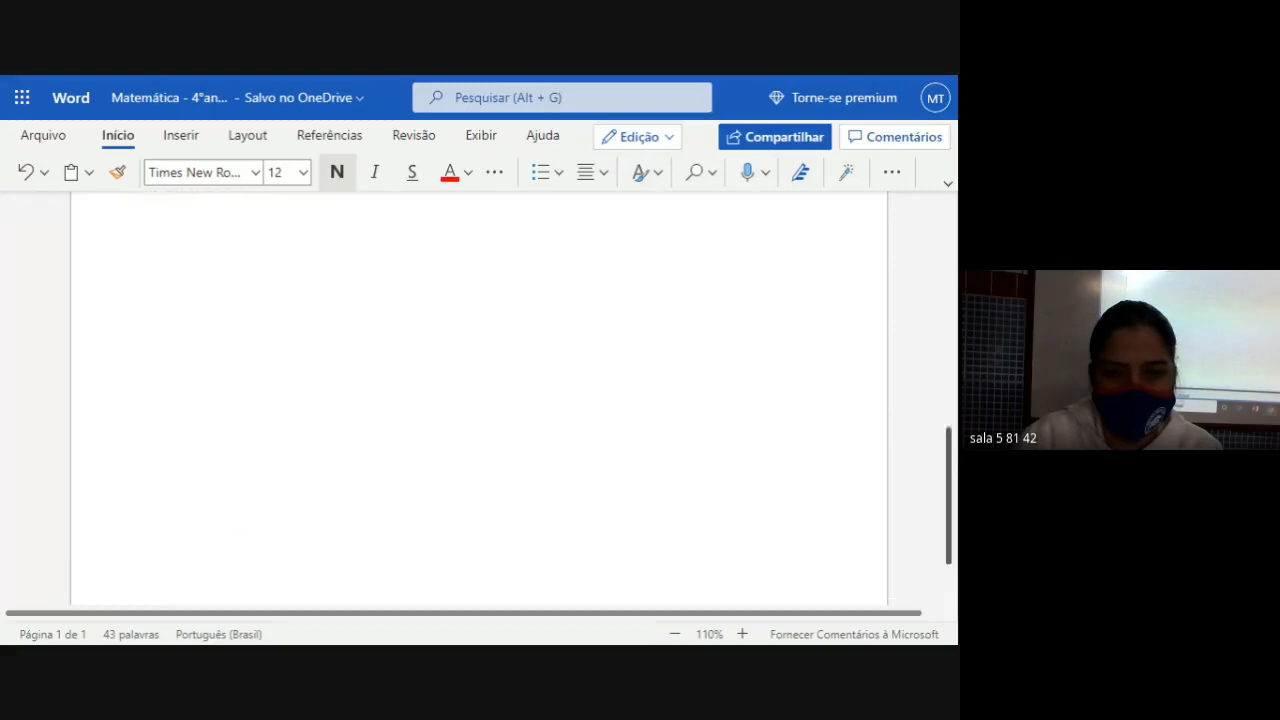 Word Matemática - 4°an... - Salvo no OneDrive Pesquisar (Alt + G) Torne-se premium MT
Arquivo Início Inserir Layout Referências Revisão Exibir Ajuda Edição Compartilhar Comentários
Times New Ro... 12 N I S A
sala 5 81 42
Página 1 de 1 43 palavras Português (Brasil) 110% Fornecer Comentários à Microsoft